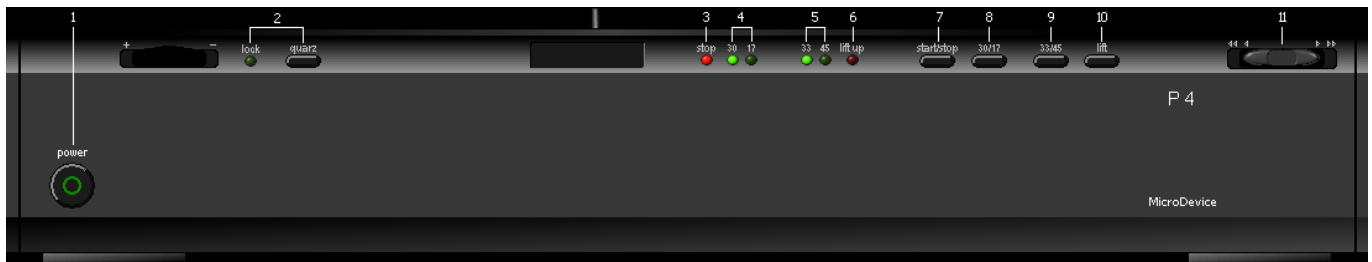 1 2 3 4 5 6 7 8 9 10 11
+ − lock quarz stop 30 17 33 45 lift up start/stop 30/17 33/45 lift
P 4
power
MicroDevice